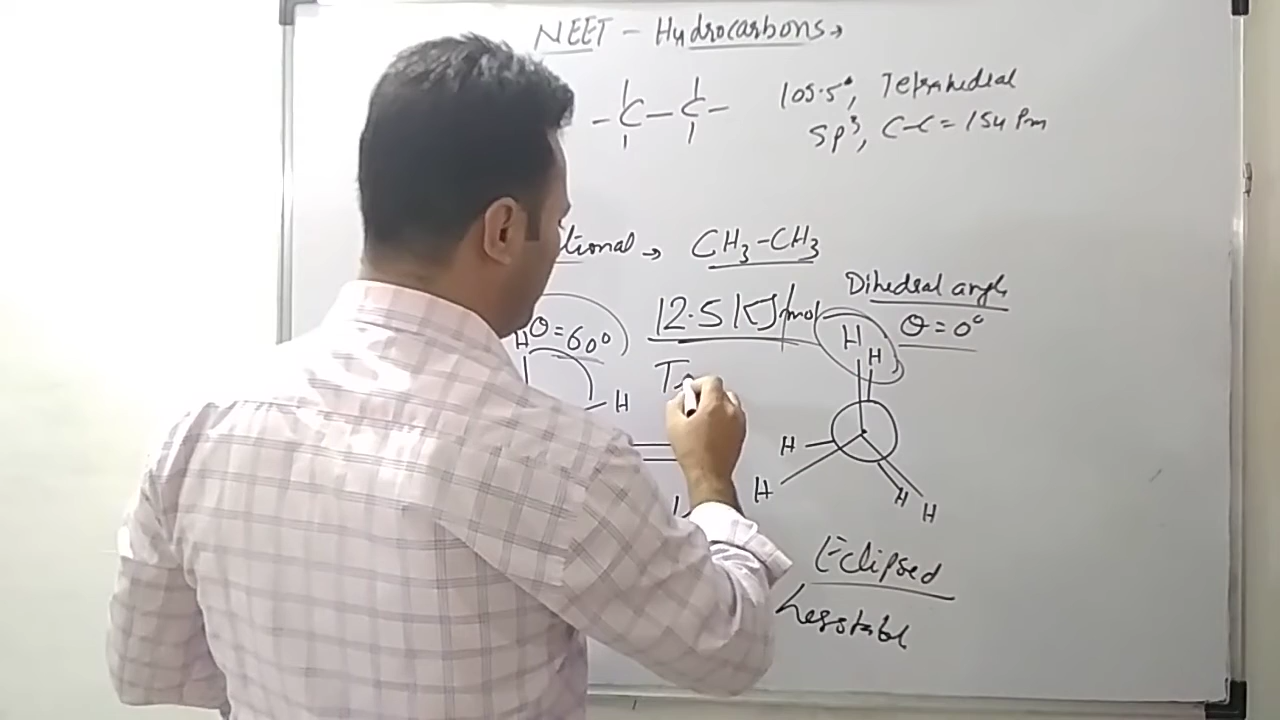 NEET - Hydrocarbons →
- C - C - 105.5°, Tetrahedral
sp³, C-C = 154 Pm
tional → CH₃-CH₃
Dihedral angle
θ = 0°
12.5 KJ/mol
θ = 60°
H
H
H
H
H
H
H
H
H
H
Eclipsed
Less stable